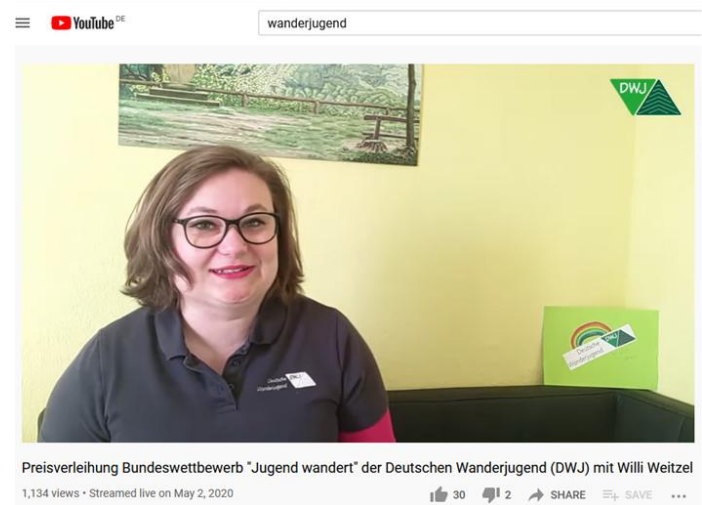 YouTube DE
wanderjugend
DWJ
Deutsche DWJ
Wanderjugend
Deutsche DWJ
Wanderjugend
Preisverleihung Bundeswettbewerb "Jugend wandert" der Deutschen Wanderjugend (DWJ) mit Willi Weitzel
1,134 views • Streamed live on May 2, 2020
30 2 SHARE SAVE